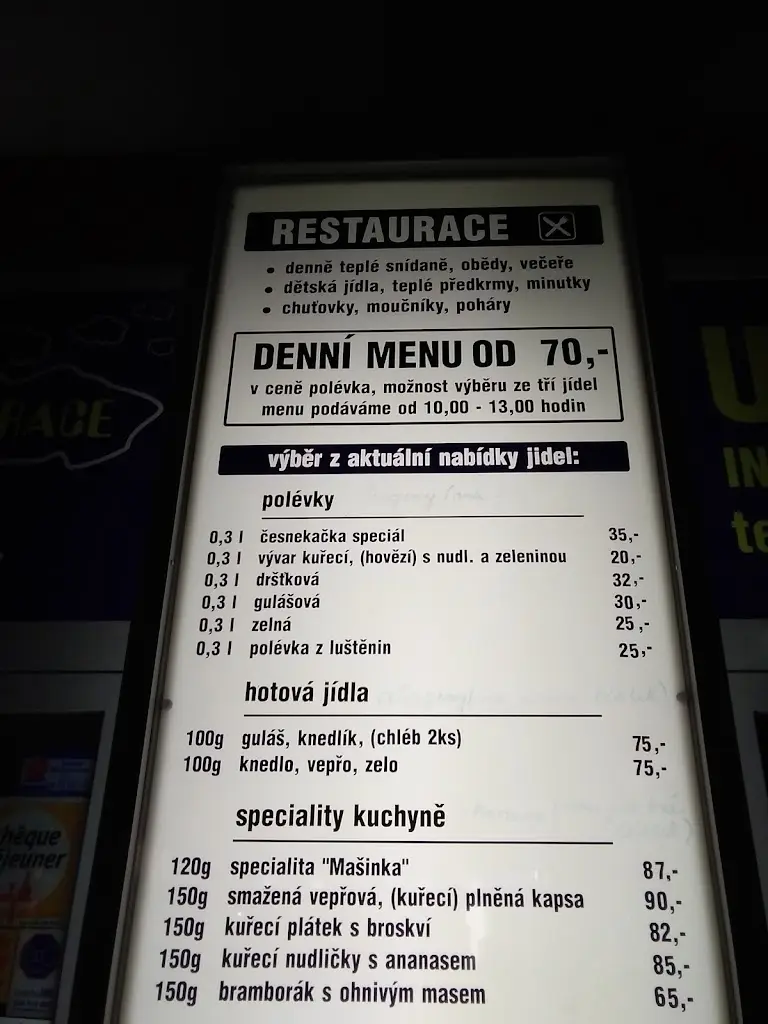 RESTAURACE
• denně teplé snídaně, obědy, večeře
• dětská jídla, teplé předkrmy, minutky
• chuťovky, moučníky, poháry
DENNÍ MENU OD 70,-
v ceně polévka, možnost výběru ze tří jídel
menu podáváme od 10,00 - 13,00 hodin
výběr z aktuální nabídky jidel:
polévky
0,3 l česnekačka speciál 35,-
0,3 l vývar kuřecí, (hovězí) s nudl. a zeleninou 20,-
0,3 l dršťková 32,-
0,3 l gulášová 30,-
0,3 l zelná 25,-
0,3 l polévka z luštěnin 25,-
hotová jídla
100g guláš, knedlík, (chléb 2ks) 75,-
100g knedlo, vepřo, zelo 75,-
speciality kuchyně
120g specialita "Mašinka" 87,-
150g smažená vepřová, (kuřecí) plněná kapsa 90,-
150g kuřecí plátek s broskví 82,-
150g kuřecí nudličky s ananasem 85,-
150g bramborák s ohnivým masem 65,-
RACE
U
IN
te
hèque
éjeuner